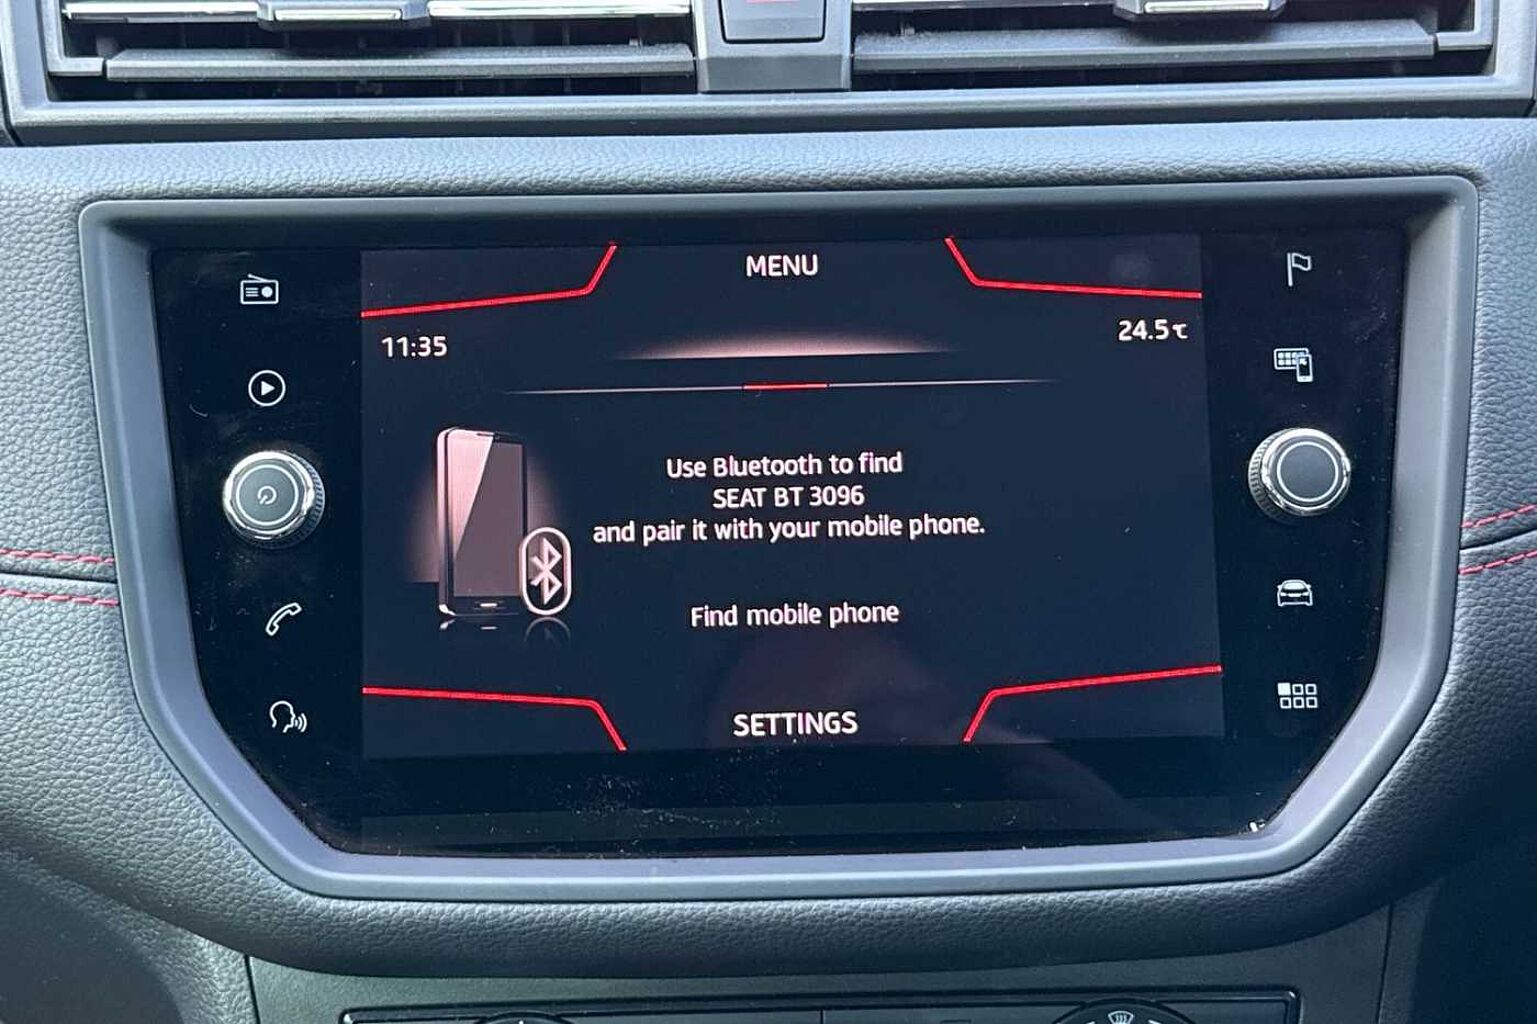 MENU
11:35
24.5℃
Use Bluetooth to find
SEAT BT 3096
and pair it with your mobile phone.
Find mobile phone
SETTINGS